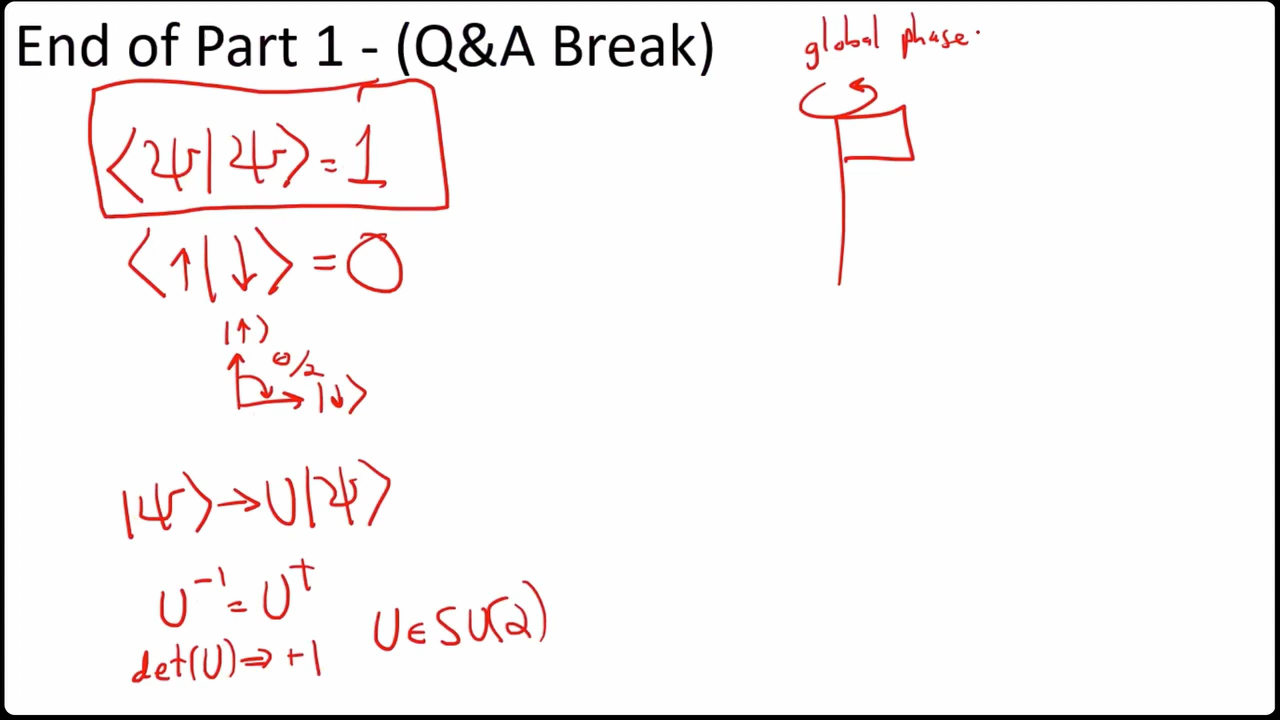 End of Part 1 - (Q&A Break)
global phase.
⟨ψ|ψ⟩ = 1
⟨↑|↓⟩ = 0
|↑⟩
θ/2
|↓⟩
|ψ⟩ → U|ψ⟩
U⁻¹ = U†
U ∈ SU(2)
det(U) ⇒ +1